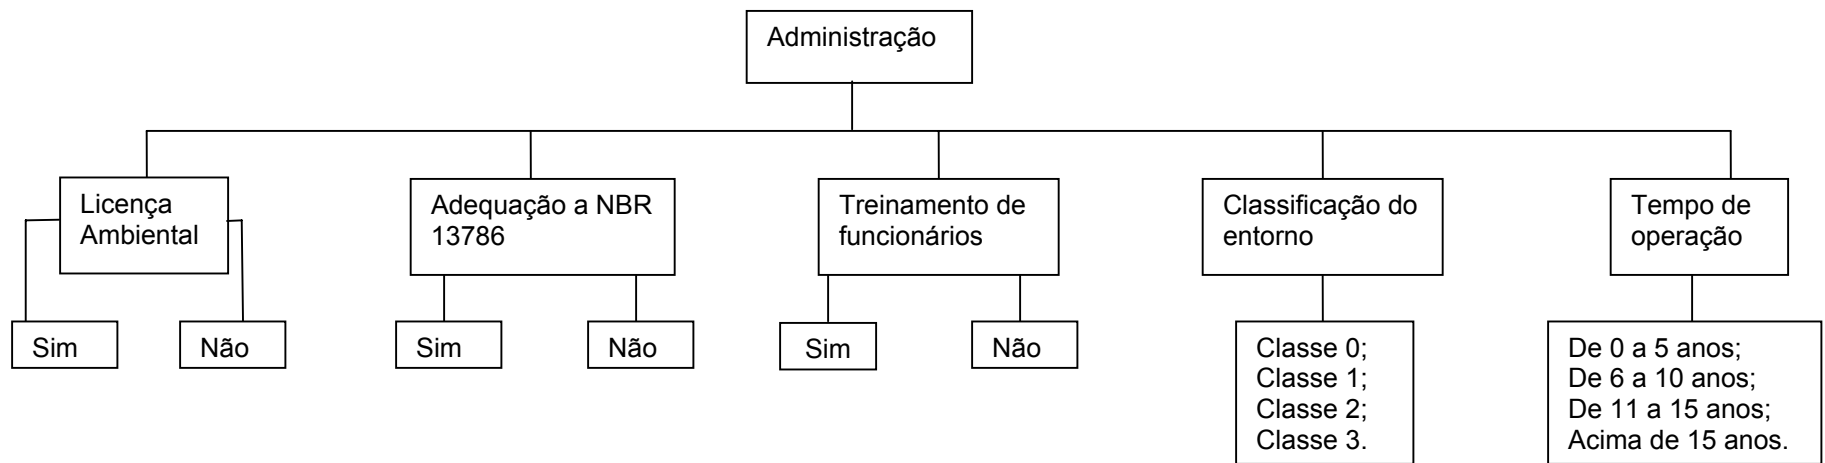 Administração
Licença
Ambiental
Adequação a NBR
13786
Treinamento de
funcionários
Classificação do
entorno
Tempo de
operação
Sim
Não
Sim
Não
Sim
Não
Classe 0;
Classe 1;
Classe 2;
Classe 3.
De 0 a 5 anos;
De 6 a 10 anos;
De 11 a 15 anos;
Acima de 15 anos.